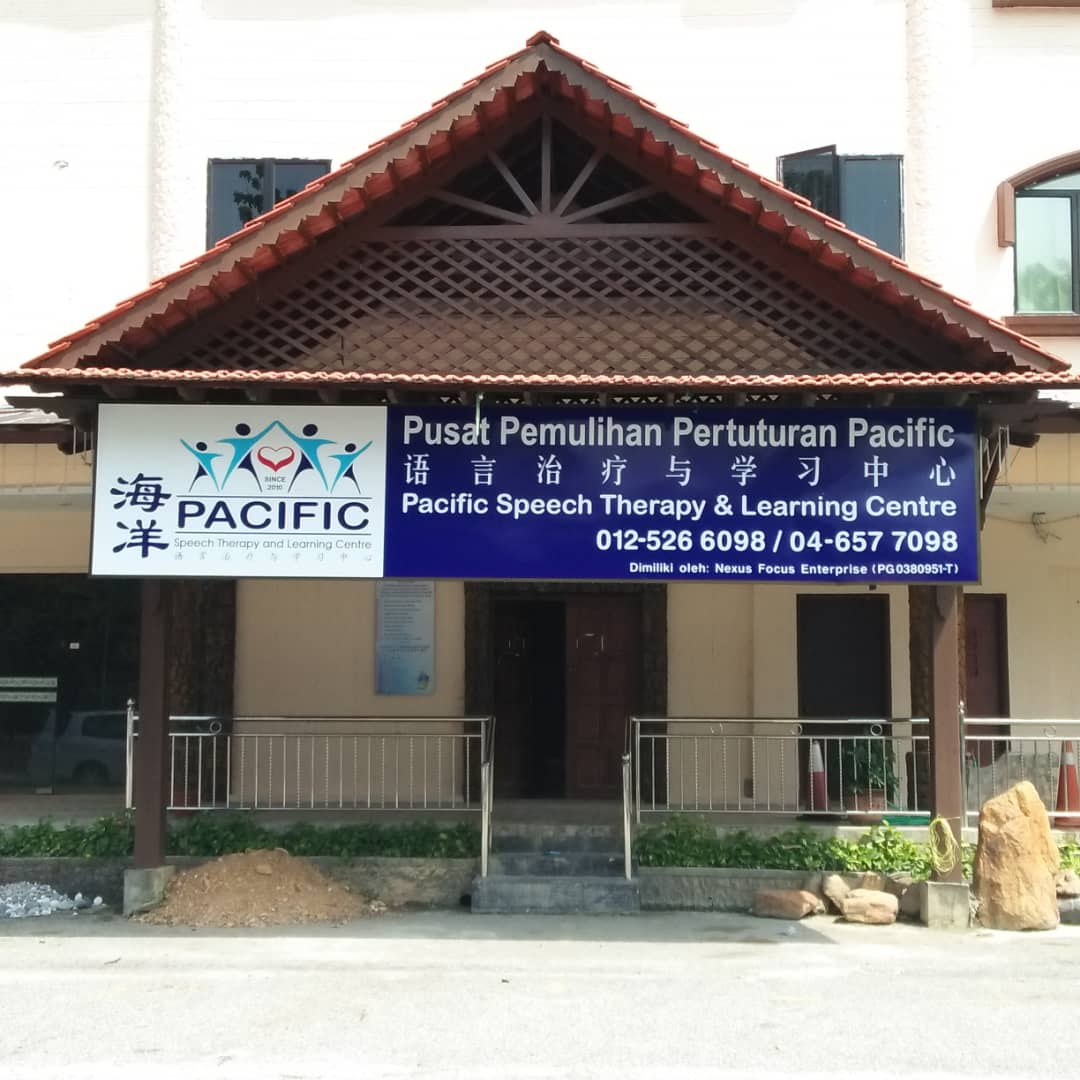 SINCE
2010
海洋
PACIFIC
Speech Therapy and Learning Centre
语言治疗与学习中心
Pusat Pemulihan Pertuturan Pacific
语言治疗与学习中心
Pacific Speech Therapy & Learning Centre
012-526 6098 / 04-657 7098
Dimiliki oleh: Nexus Focus Enterprise (PG0380951-T)